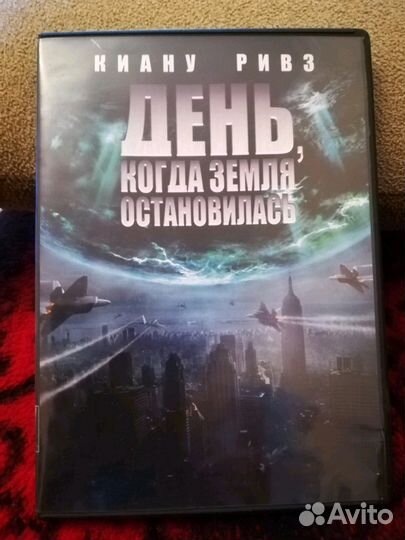 КИАНУ РИВЗ
ДЕНЬ,
КОГДА ЗЕМЛЯ
ОСТАНОВИЛАСЬ
Avito